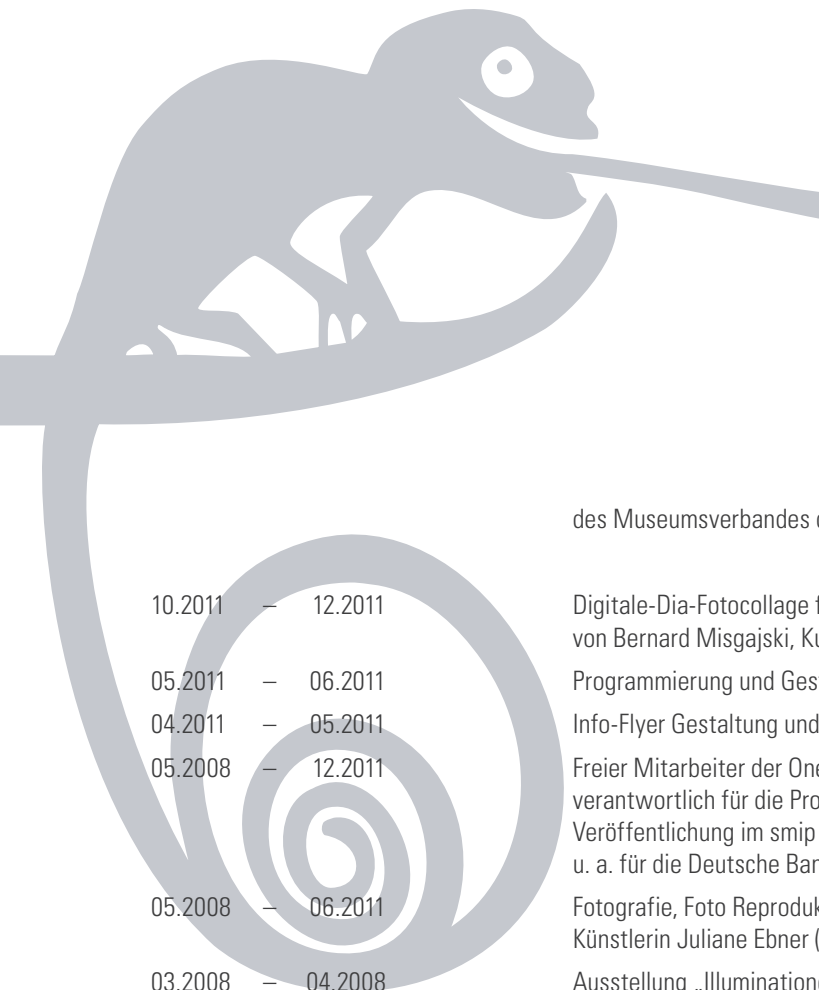 des Museumsverbandes
10.2011 – 12.2011 Digitale-Dia-Fotocollage
von Bernard Misgajski,
05.2011 – 06.2011 Programmierung und
04.2011 – 05.2011 Info-Flyer Gestaltung und
05.2008 – 12.2011 Freier Mitarbeiter der
verantwortlich für die
Veröffentlichung im smip
u. a. für die Deutsche
05.2008 – 06.2011 Fotografie, Foto
Künstlerin Juliane Ebner (
03.2008 – 04.2008 Ausstellung